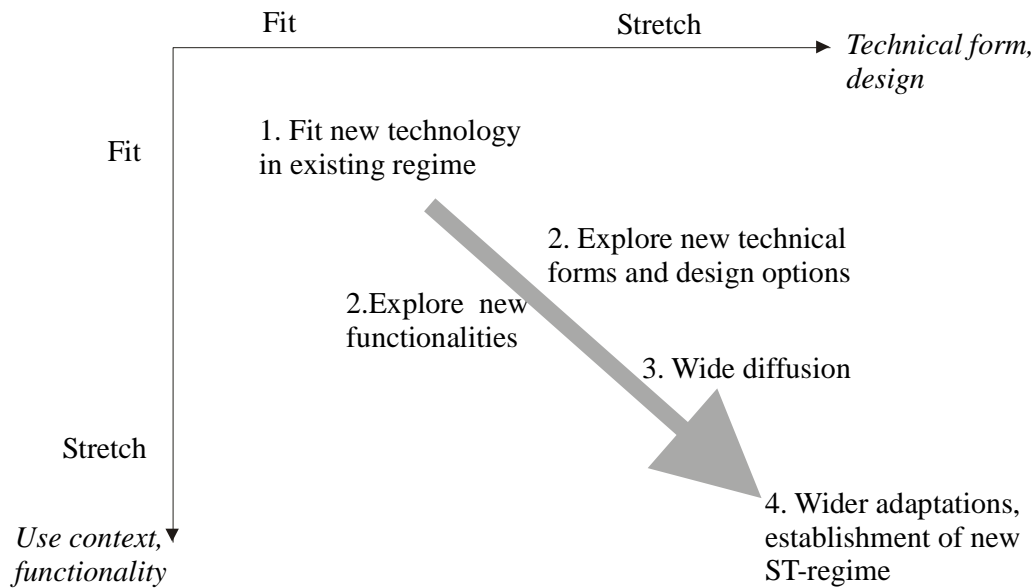 Fit
Stretch
Technical form,
design
Fit
1. Fit new technology
in existing regime
2. Explore new technical
forms and design options
2.Explore new
functionalities
3. Wide diffusion
Stretch
4. Wider adaptations,
establishment of new
ST-regime
Use context,
functionality